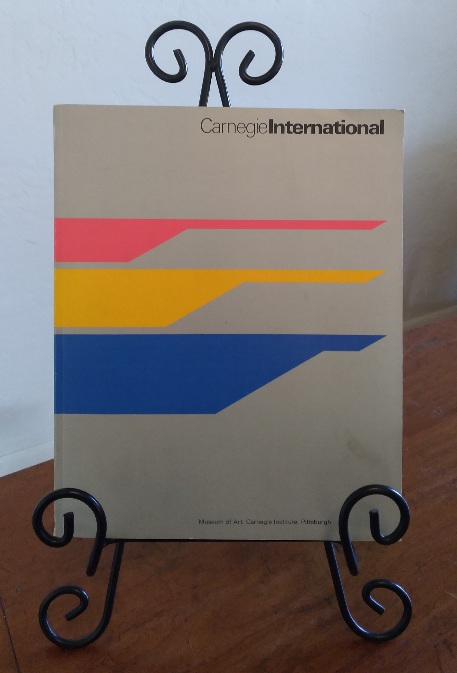 CarnegieInternational
Museum of Art, Carnegie Institute, Pittsburgh